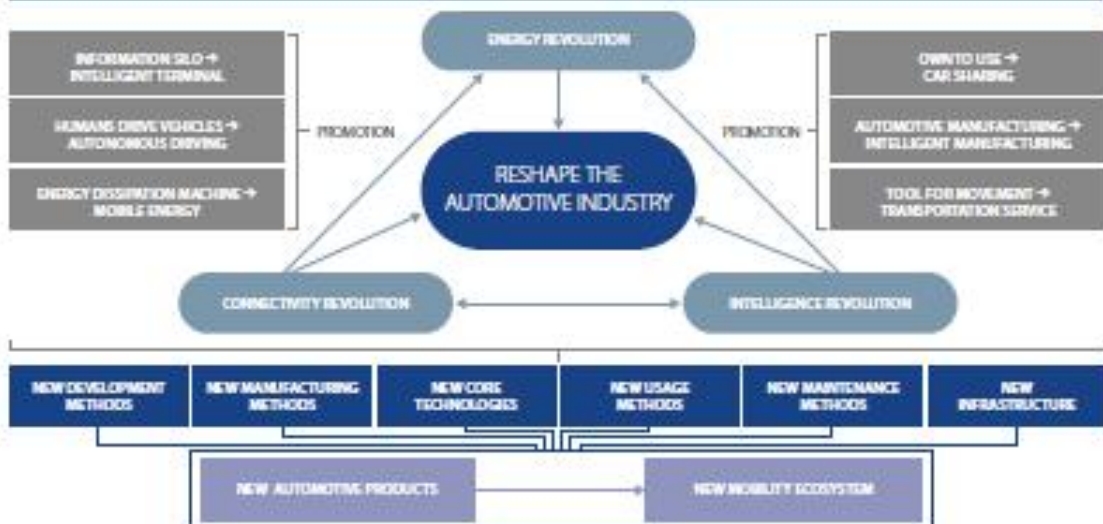 ENERGY REVOLUTION
INFORMATION SILO →
INTELLIGENT TERMINAL
HUMANS DRIVE VEHICLES →
AUTONOMOUS DRIVING
ENERGY DISSIPATION MACHINE →
MOBILE ENERGY
PROMOTION
RESHAPE THE
AUTOMOTIVE INDUSTRY
PROMOTION
OWN TO USE →
CAR SHARING
AUTOMOTIVE MANUFACTURING →
INTELLIGENT MANUFACTURING
TOOL FOR MOVEMENT →
TRANSPORTATION SERVICE
CONNECTIVITY REVOLUTION
INTELLIGENCE REVOLUTION
NEW DEVELOPMENT
METHODS
NEW MANUFACTURING
METHODS
NEW CORE
TECHNOLOGIES
NEW USAGE
METHODS
NEW MAINTENANCE
METHODS
NEW
INFRASTRUCTURE
NEW AUTOMOTIVE PRODUCTS
NEW MOBILITY ECOSYSTEM